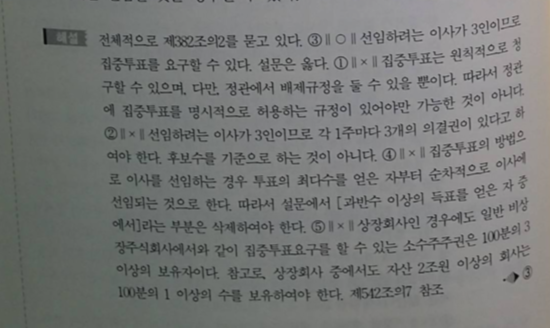 해설 전체적으로 제382조의2를 묻고 있다. ③∥○∥선임하려는 이사가 3인이므로
집중투표를 요구할 수 있다. 설문은 옳다. ①∥×∥집중투표는 원칙적으로 청
구할 수 있으며, 다만, 정관에서 배제규정을 둘 수 있을 뿐이다. 따라서 정관
에 집중투표를 명시적으로 허용하는 규정이 있어야만 가능한 것이 아니다.
②∥×∥선임하려는 이사가 3인이므로 각 1주마다 3개의 의결권이 있다고 하
여야 한다. 후보수를 기준으로 하는 것이 아니다. ④∥×∥집중투표의 방법으
로 이사를 선임하는 경우 투표의 최다수를 얻은 자부터 순차적으로 이사에
선임되는 것으로 한다. 따라서 설문에서 [과반수 이상의 득표를 얻은 자 중
에서]라는 부분은 삭제하여야 한다. ⑤∥×∥상장회사인 경우에도 일반 비상
장주식회사에서와 같이 집중투표요구를 할 수 있는 소수주주권은 100분의 3
이상의 보유자이다. 참고로, 상장회사 중에서도 자산 2조원 이상의 회사는
100분의 1 이상의 수를 보유하여야 한다. 제542조의7 참조 ③